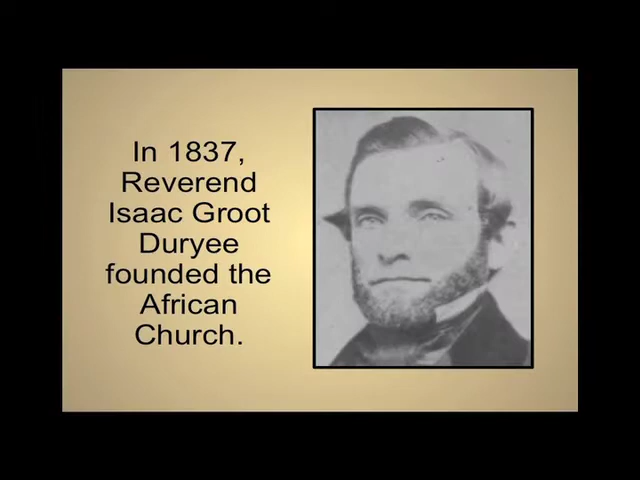 In 1837,
Reverend
Isaac Groot
Duryee
founded the
African
Church.